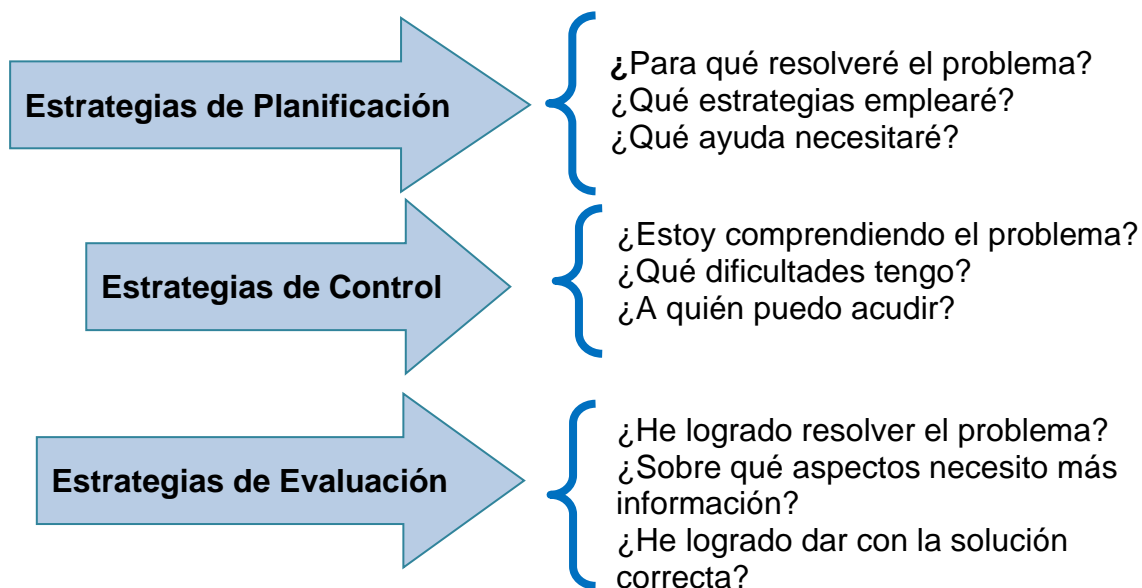 Estrategias de Planificación
¿Para qué resolveré el problema?
¿Qué estrategias emplearé?
¿Qué ayuda necesitaré?
Estrategias de Control
¿Estoy comprendiendo el problema?
¿Qué dificultades tengo?
¿A quién puedo acudir?
Estrategias de Evaluación
¿He logrado resolver el problema?
¿Sobre qué aspectos necesito más
información?
¿He logrado dar con la solución
correcta?